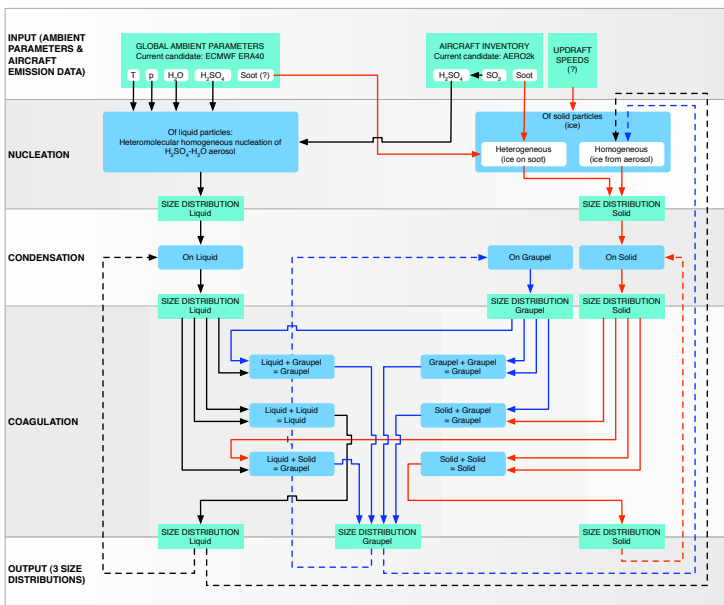 INPUT (AMBIENT
PARAMETERS &
AIRCRAFT
EMISSION DATA)
GLOBAL AMBIENT PARAMETERS
Current candidate: ECMWF ERA40
T
p
H₂O
H₂SO₄
Soot (?)
AIRCRAFT INVENTORY
Current candidate: AERO2k
H₂SO₄
SO₂
Soot
UPDRAFT
SPEEDS
(?)
NUCLEATION
Of liquid particles:
Heteromolecular homogeneous nucleation of
H₂SO₄-H₂O aerosol
Of solid particles
(ice)
Heterogeneous
(ice on soot)
Homogeneous
(ice from aerosol)
SIZE DISTRIBUTION
Liquid
SIZE DISTRIBUTION
Solid
CONDENSATION
On Liquid
On Graupel
On Solid
SIZE DISTRIBUTION
Liquid
SIZE DISTRIBUTION
Graupel
SIZE DISTRIBUTION
Solid
COAGULATION
Liquid + Graupel
= Graupel
Graupel + Graupel
= Graupel
Liquid + Liquid
= Liquid
Solid + Graupel
= Graupel
Liquid + Solid
= Graupel
Solid + Solid
= Solid
SIZE DISTRIBUTION
Liquid
SIZE DISTRIBUTION
Graupel
SIZE DISTRIBUTION
Solid
OUTPUT (3 SIZE
DISTRIBUTIONS)